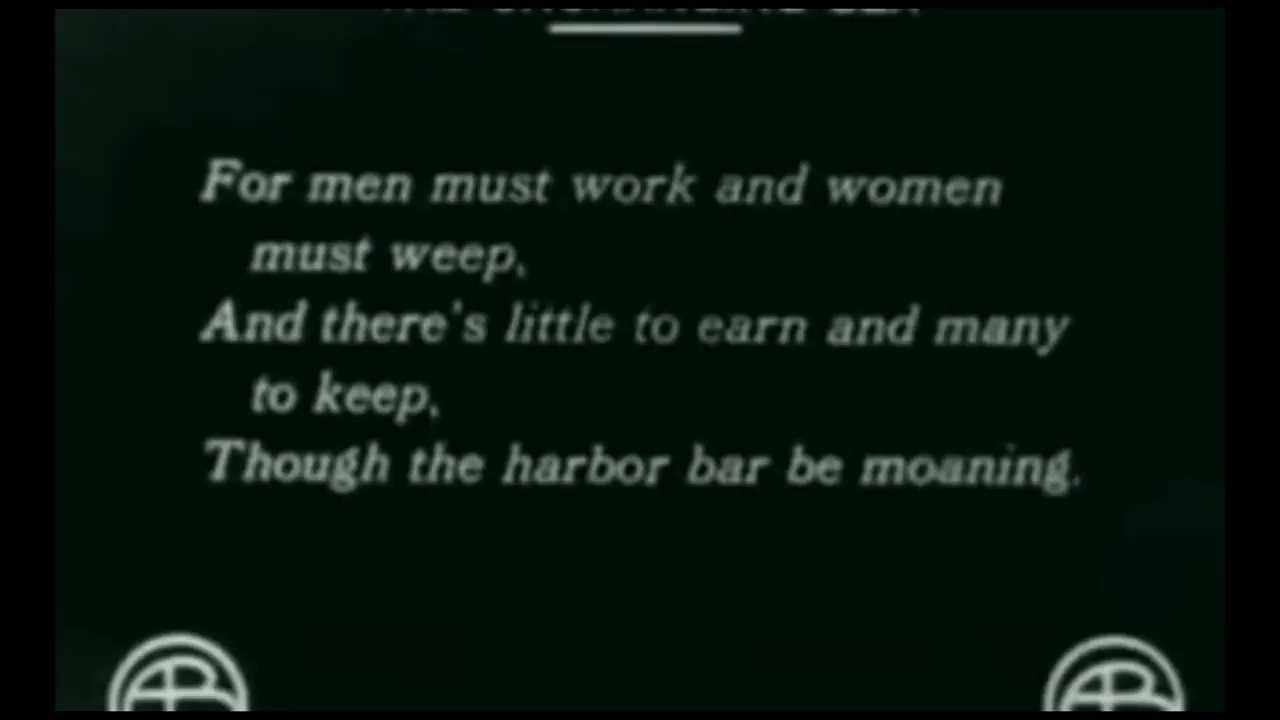 For men must work and women
must weep,
And there's little to earn and many
to keep,
Though the harbor bar be moaning.